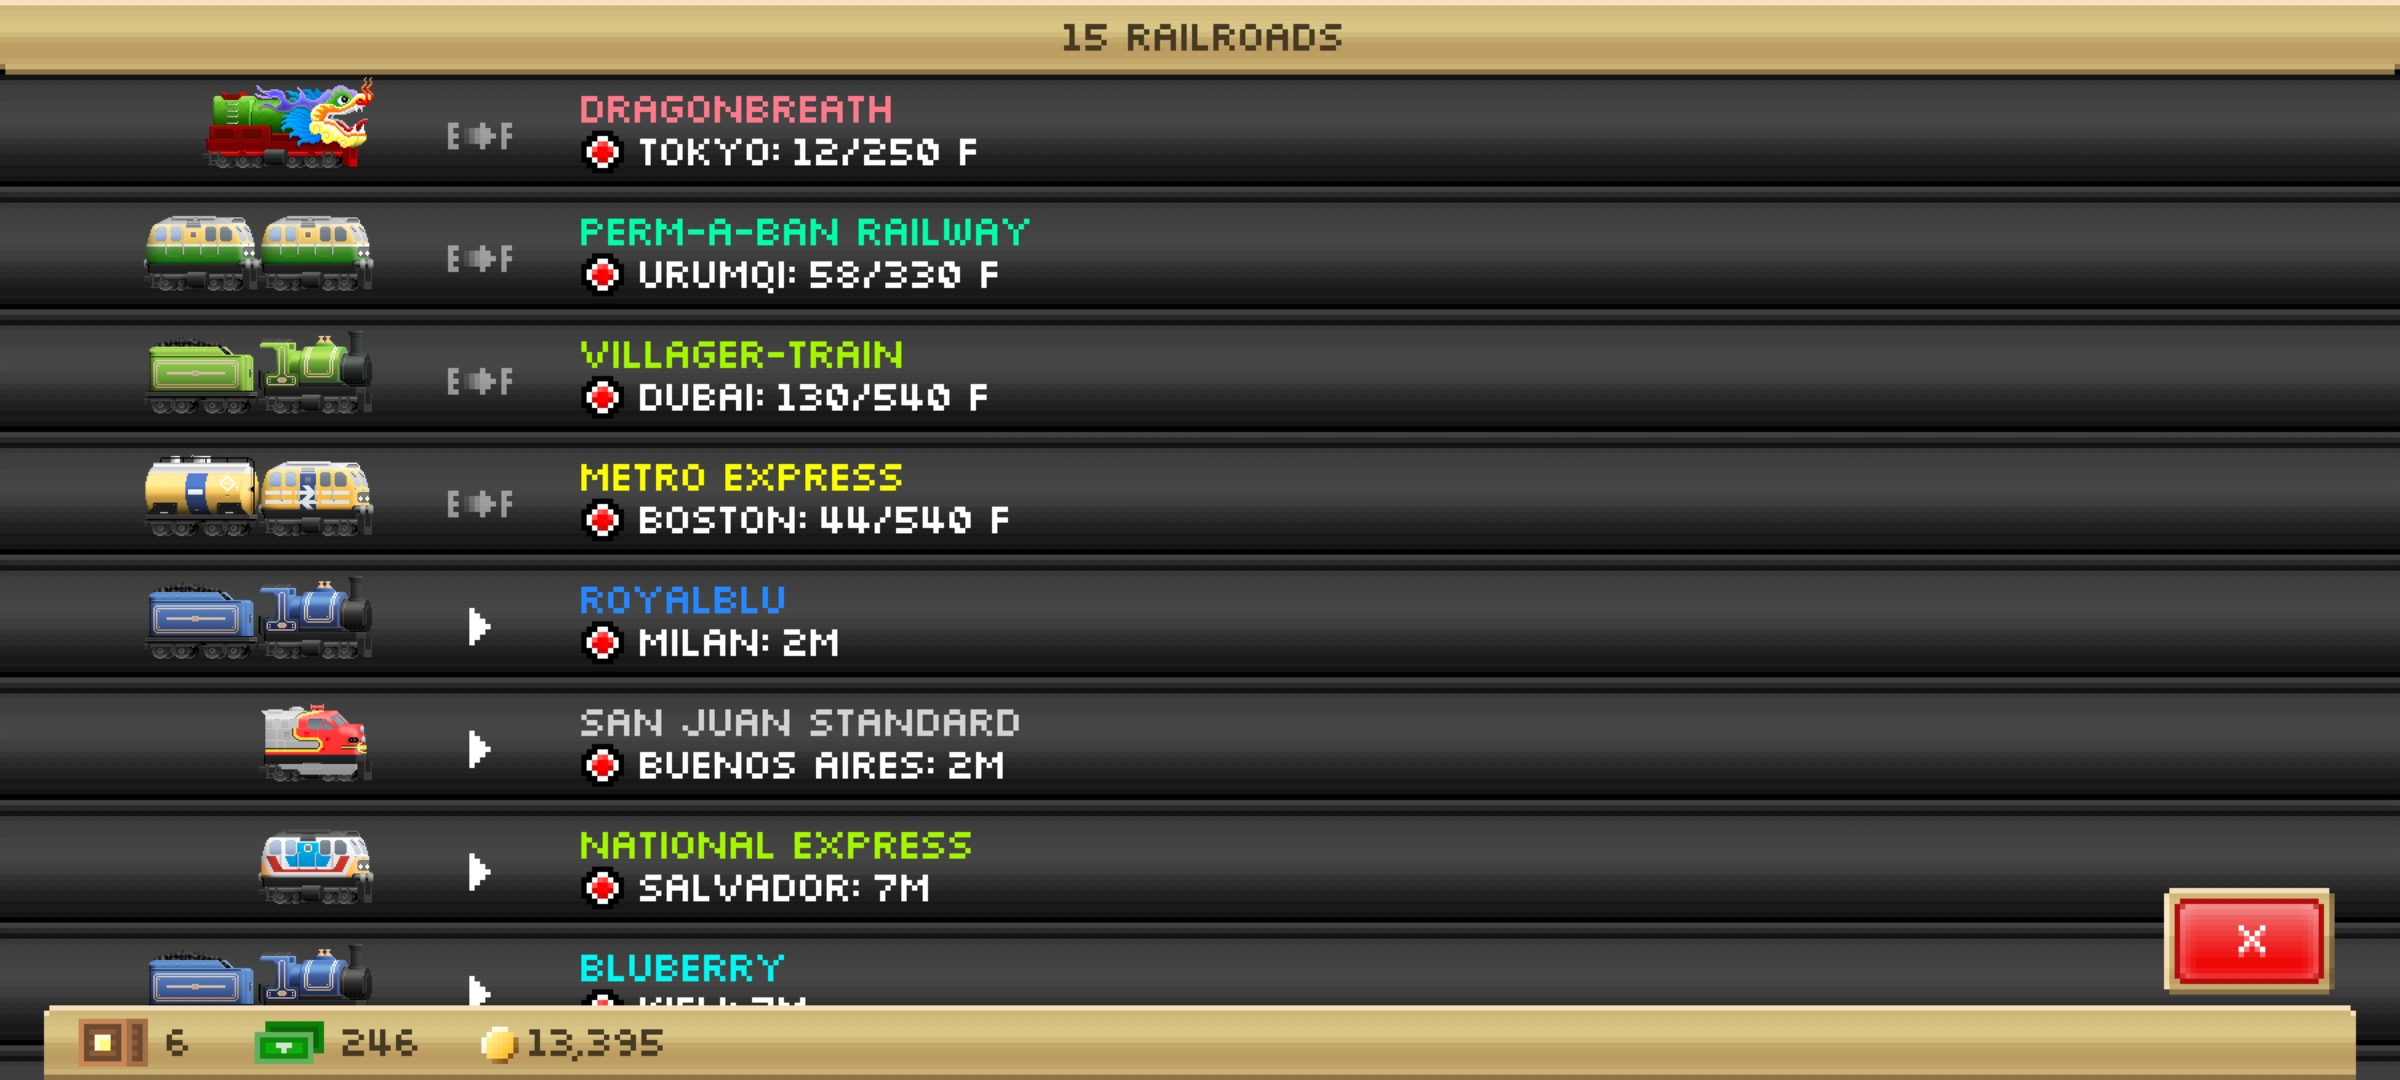 15 RAILROADS
DRAGONBREATH
E F
TOKYO: 12/250 F
PERM-A-BAN RAILWAY
E F
URUMQI: 58/330 F
VILLAGER-TRAIN
E F
DUBAI: 130/540 F
METRO EXPRESS
E F
BOSTON: 44/540 F
ROYALBLU
MILAN: 2M
SAN JUAN STANDARD
BUENOS AIRES: 2M
NATIONAL EXPRESS
SALVADOR: 7M
BLUBERRY
X
6 246 13,395